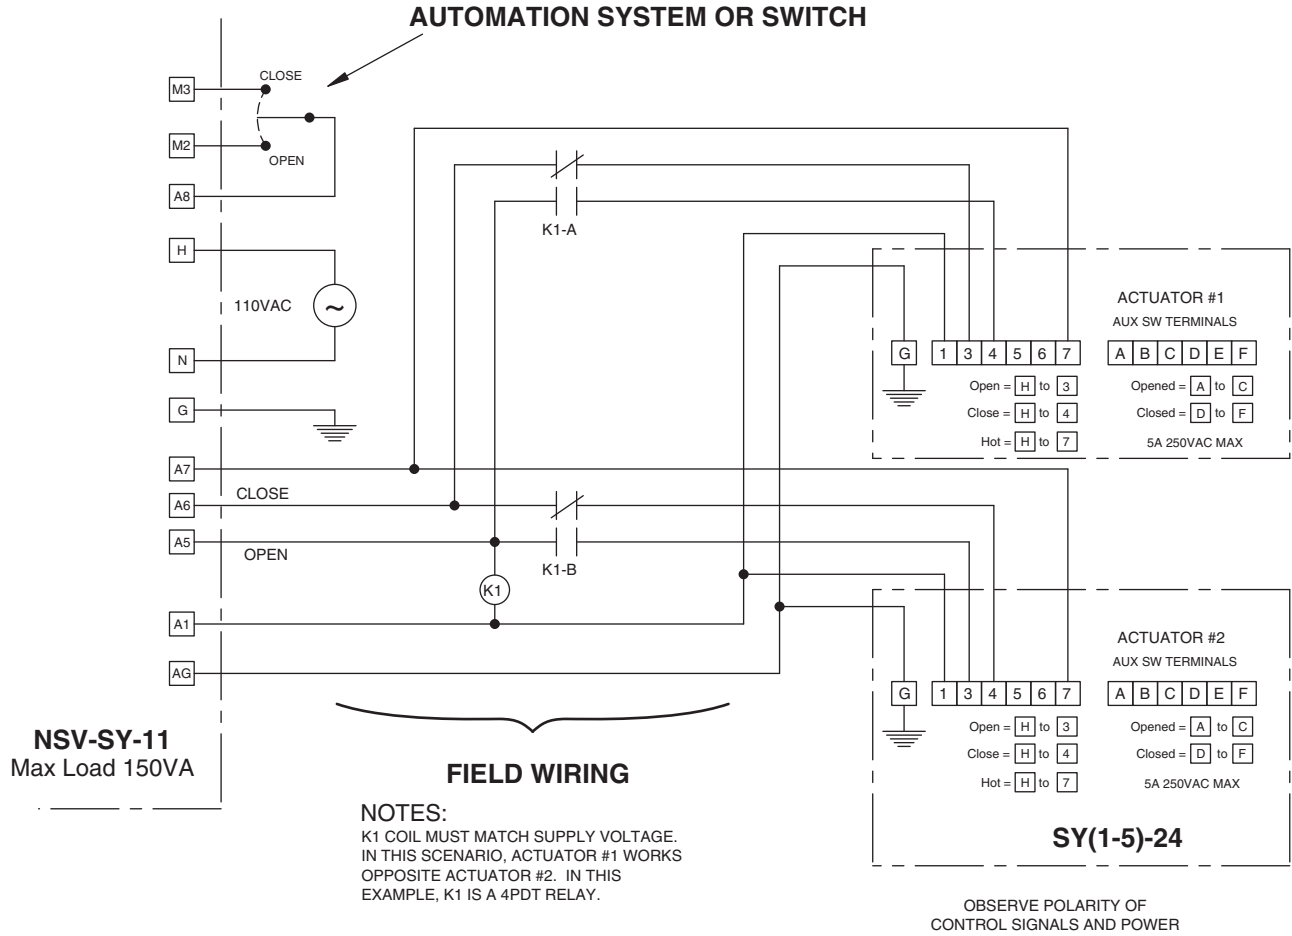 AUTOMATION SYSTEM OR SWITCH
M3
CLOSE
M2
OPEN
A8
H
110VAC
~
N
G
A7
A6
CLOSE
A5
OPEN
K1-A
K1-B
K1
A1
AG
NSV-SY-11
Max Load 150VA
FIELD WIRING
NOTES:
K1 COIL MUST MATCH SUPPLY VOLTAGE.
IN THIS SCENARIO, ACTUATOR #1 WORKS
OPPOSITE ACTUATOR #2. IN THIS
EXAMPLE, K1 IS A 4PDT RELAY.
ACTUATOR #1
AUX SW TERMINALS
G 1 3 4 5 6 7 A B C D E F
Open = H to 3 Opened = A to C
Close = H to 4 Closed = D to F
Hot = H to 7 5A 250VAC MAX
ACTUATOR #2
AUX SW TERMINALS
G 1 3 4 5 6 7 A B C D E F
Open = H to 3 Opened = A to C
Close = H to 4 Closed = D to F
Hot = H to 7 5A 250VAC MAX
SY(1-5)-24
OBSERVE POLARITY OF
CONTROL SIGNALS AND POWER